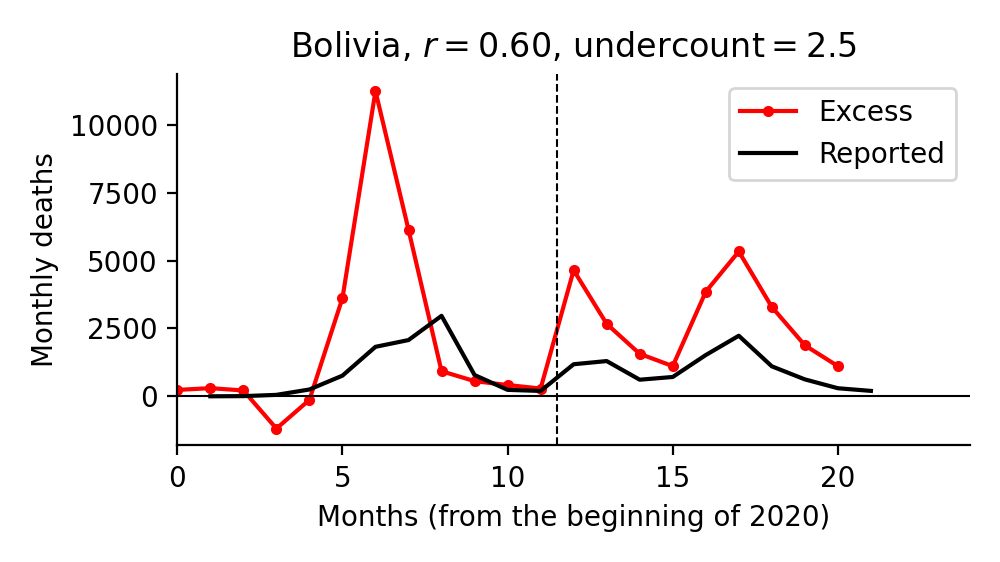 Bolivia, r = 0.60, undercount = 2.5
Excess
Reported
Monthly deaths
10000
7500
5000
2500
0
0 5 10 15 20
Months (from the beginning of 2020)